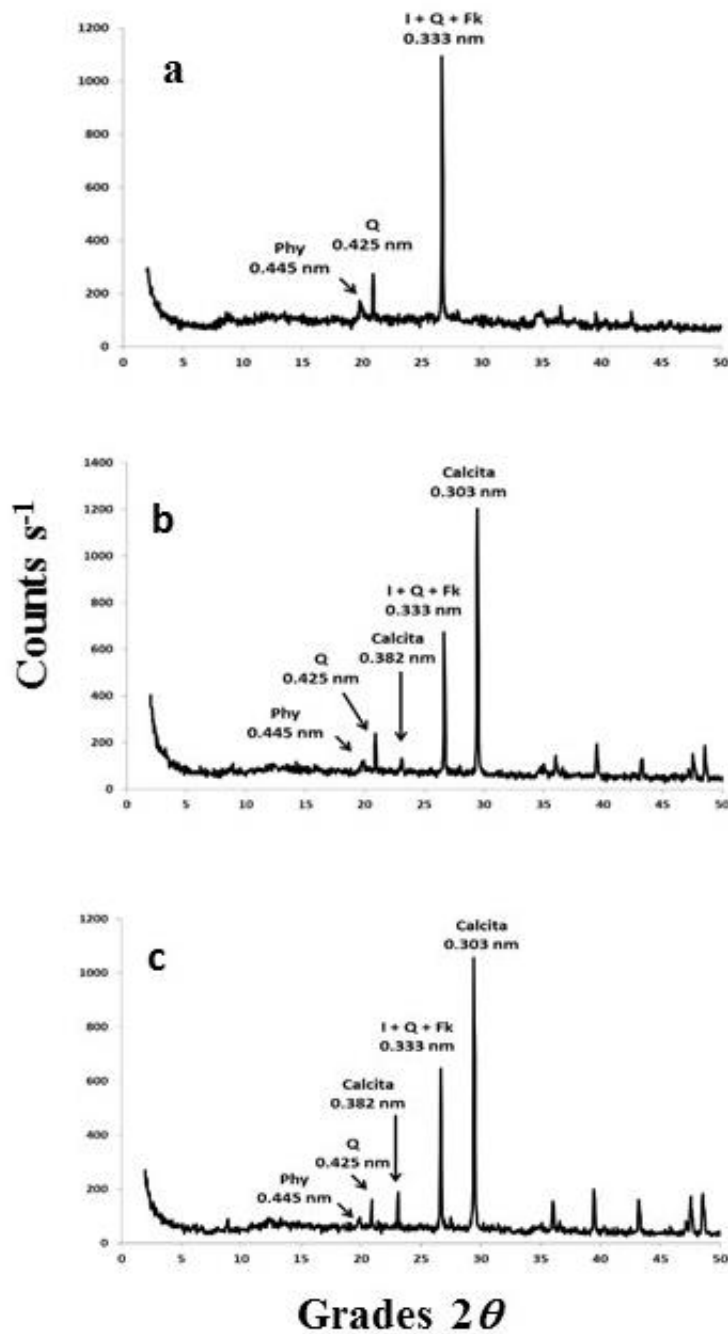 I + Q + Fk
0.333 nm
1200
a
1000
800
600
Q
0.425 nm
400
Phy
0.445 nm
200
0
0 5 10 15 20 25 30 35 40 45 50
1400
Calcita
0.303 nm
1200
b
1000
800
I + Q + Fk
0.333 nm
Calcita
0.382 nm
600
Q
0.425 nm
400
Phy
0.445 nm
200
0
0 5 10 15 20 25 30 35 40 45 50
Counts s-1
1200
Calcita
0.303 nm
c
1000
800
I + Q + Fk
0.333 nm
600
Calcita
0.382 nm
400
Q
0.425 nm
Phy
0.445 nm
200
0
0 5 10 15 20 25 30 35 40 45 50
Grades 2θ